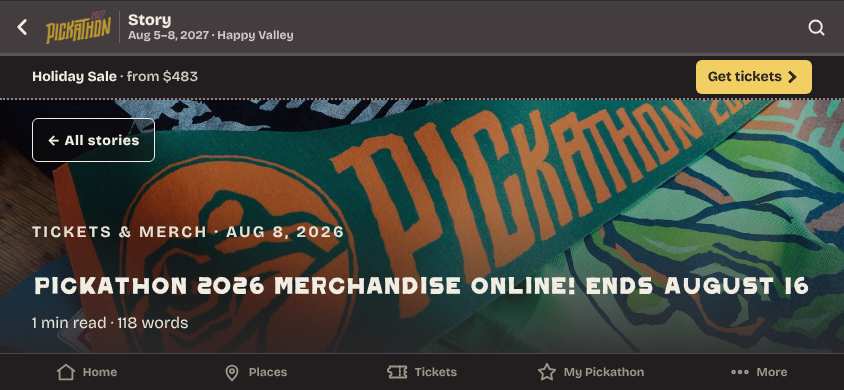 PICKATHON
Story
Aug 5–8, 2027 · Happy Valley
Holiday Sale · from $483
Get tickets
← All stories
PICKATHON
TICKETS & MERCH · AUG 8, 2026
PICKATHON 2026 MERCHANDISE ONLINE! ENDS AUGUST 16
1 min read · 118 words
Home
Places
Tickets
My Pickathon
More